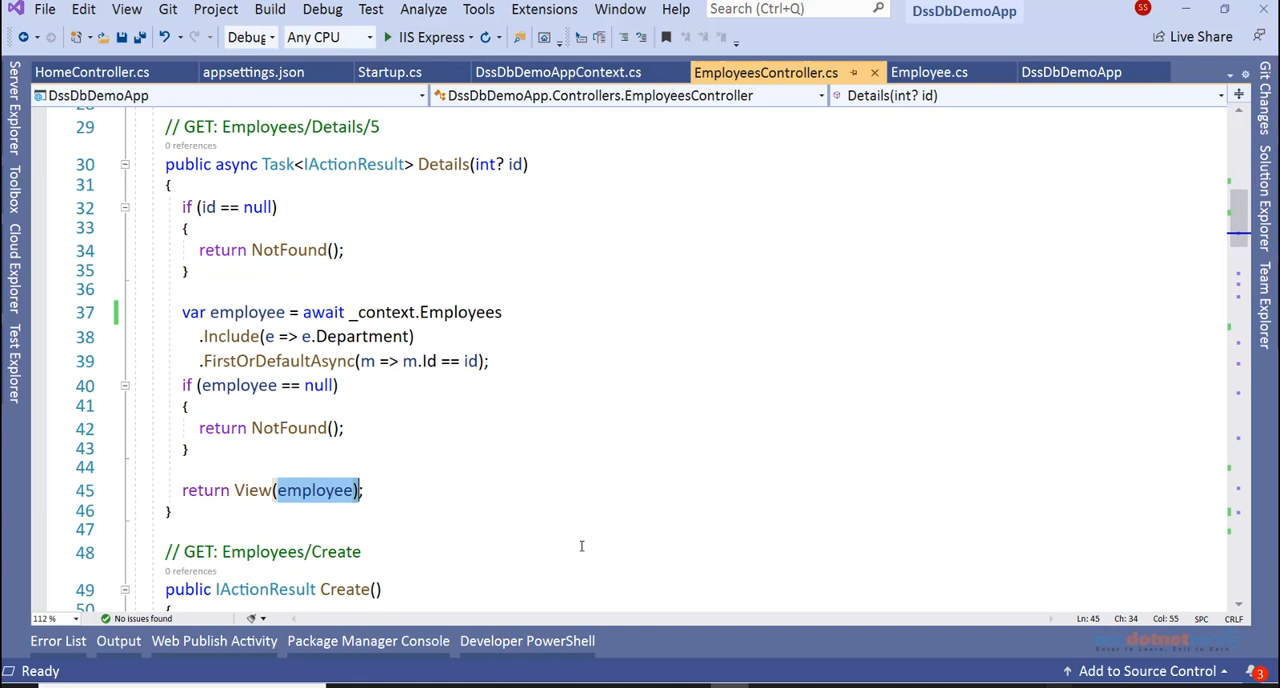 File Edit View Git Project Build Debug Test Analyze Tools Extensions Window Help Search (Ctrl+Q) DssDbDemoApp SS
Debug Any CPU IIS Express Live Share
HomeController.cs appsettings.json Startup.cs DssDbDemoAppContext.cs EmployeesController.cs Employee.cs DssDbDemoApp
DssDbDemoApp DssDbDemoApp.Controllers.EmployeesController Details(int? id)
Server Explorer
Toolbox
Cloud Explorer
Test Explorer
28
29 // GET: Employees/Details/5
0 references
30 public async Task<IActionResult> Details(int? id)
31 {
32 if (id == null)
33 {
34 return NotFound();
35 }
36
37 var employee = await _context.Employees
38 .Include(e => e.Department)
39 .FirstOrDefaultAsync(m => m.Id == id);
40 if (employee == null)
41 {
42 return NotFound();
43 }
44
45 return View(employee);
46 }
47
48 // GET: Employees/Create
0 references
49 public IActionResult Create()
50 {
Git Changes
Solution Explorer
Team Explorer
112 % No issues found Ln: 45 Ch: 34 Col: 55 SPC CRLF
Error List Output Web Publish Activity Package Manager Console Developer PowerShell
Ready Add to Source Control 3